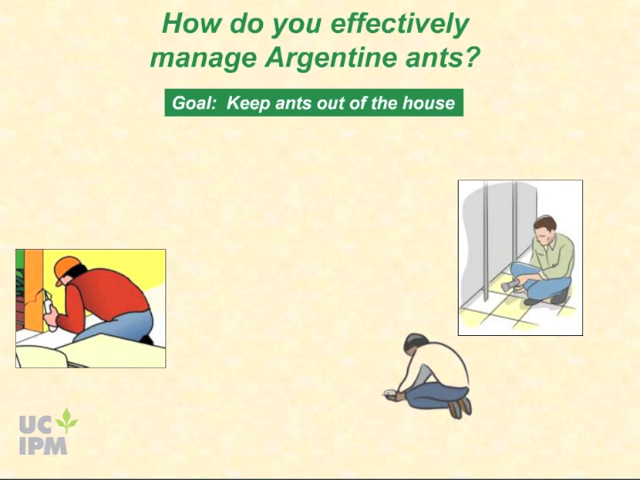 How do you effectively
manage Argentine ants?
Goal: Keep ants out of the house
UC
IPM